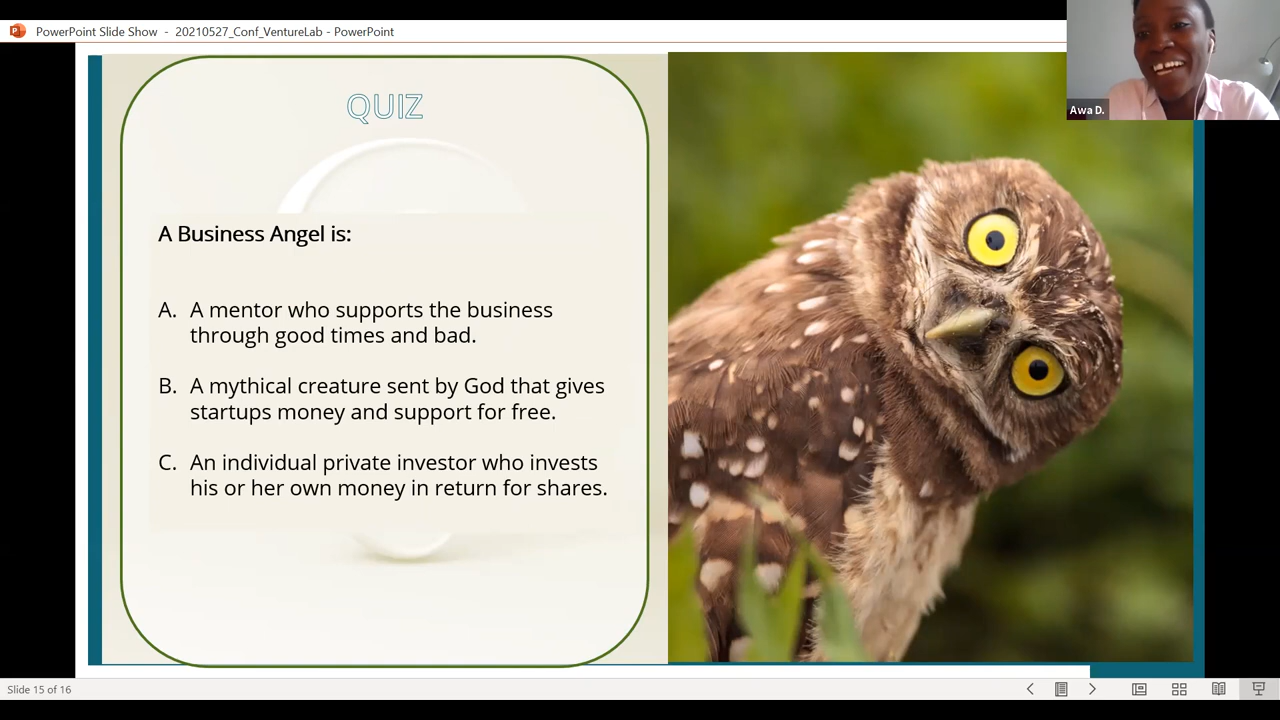 PowerPoint Slide Show - 20210527_Conf_VentureLab - PowerPoint
Awa D.
QUIZ
A Business Angel is:
A. A mentor who supports the business
through good times and bad.
B. A mythical creature sent by God that gives
startups money and support for free.
C. An individual private investor who invests
his or her own money in return for shares.
Slide 15 of 16